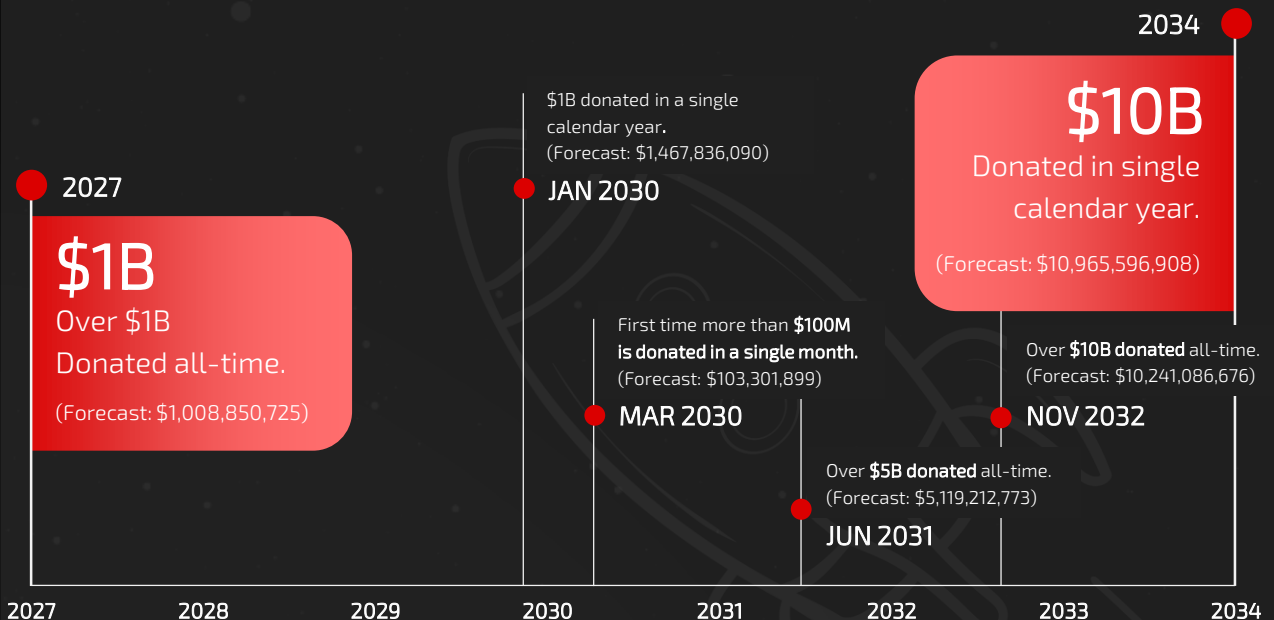 2027
$1B
Over $1B
Donated all-time.
(Forecast: $1,008,850,725)
$1B donated in a single
calendar year.
(Forecast: $1,467,836,090)
JAN 2030
First time more than $100M
is donated in a single month.
(Forecast: $103,301,899)
MAR 2030
Over $5B donated all-time.
(Forecast: $5,119,212,773)
JUN 2031
Over $10B donated all-time.
(Forecast: $10,241,086,676)
NOV 2032
2034
$10B
Donated in single
calendar year.
(Forecast: $10,965,596,908)
2027 2028 2029 2030 2031 2032 2033 2034